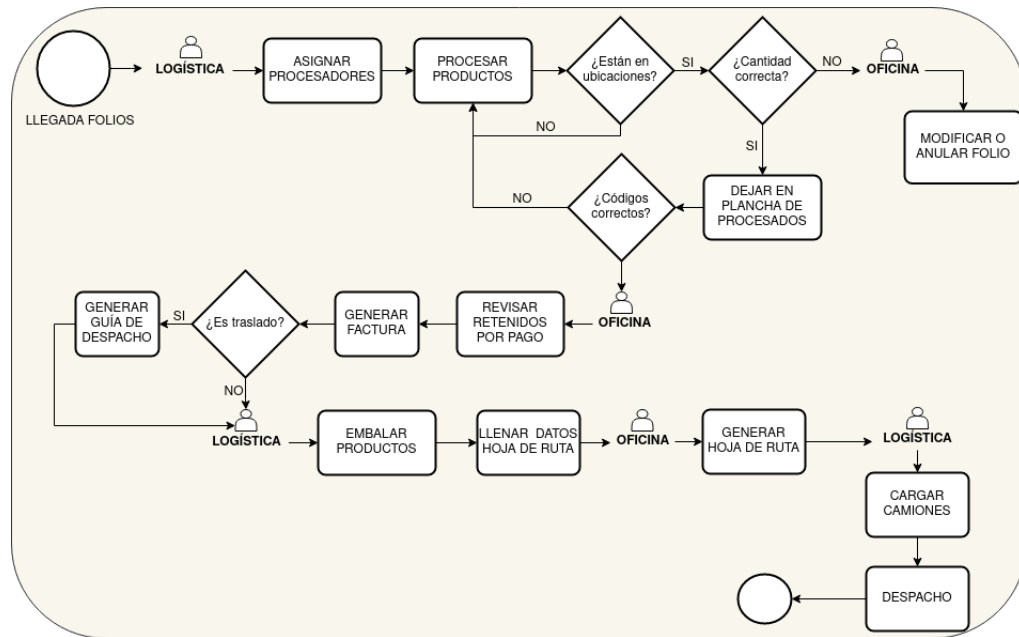 LLEGADA FOLIOS
LOGÍSTICA
ASIGNAR
PROCESADORES
PROCESAR
PRODUCTOS
¿Están en
ubicaciones?
SI
¿Cantidad
correcta?
NO
OFICINA
MODIFICAR O
ANULAR FOLIO
NO
SI
DEJAR EN
PLANCHA DE
PROCESADOS
¿Códigos
correctos?
NO
OFICINA
REVISAR
RETENIDOS
POR PAGO
GENERAR
FACTURA
¿Es traslado?
SI
GENERAR
GUÍA DE
DESPACHO
NO
LOGÍSTICA
EMBALAR
PRODUCTOS
LLENAR DATOS
HOJA DE RUTA
OFICINA
GENERAR
HOJA DE RUTA
LOGÍSTICA
CARGAR
CAMIONES
DESPACHO